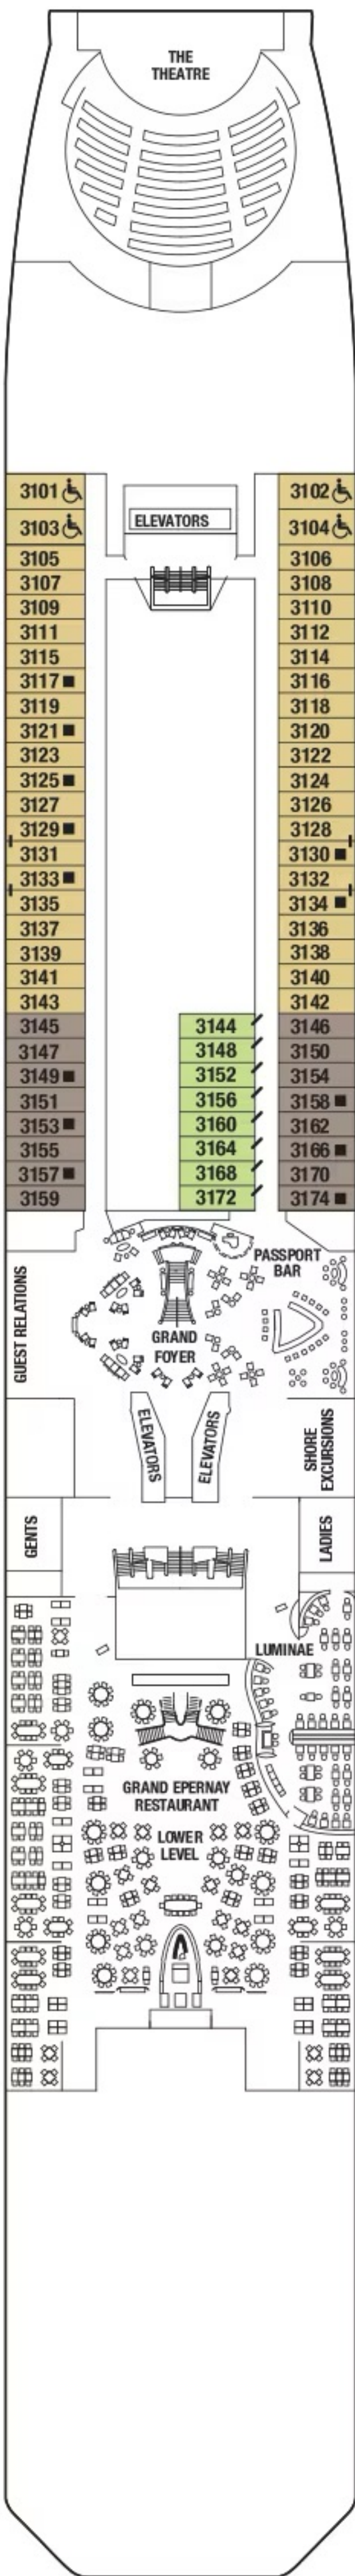 THE
THEATRE
ELEVATORS
3101 3102
3103 3104
3105 3106
3107 3108
3109 3110
3111 3112
3115 3114
3117 3116
3119 3118
3121 3120
3123 3122
3125 3124
3127 3126
3129 3128
3131 3130
3133 3132
3135 3134
3137 3136
3139 3138
3141 3140
3143 3142
3145 3144 3146
3147 3148 3150
3149 3152 3154
3151 3156 3158
3153 3160 3162
3155 3164 3166
3157 3168 3170
3159 3172 3174
GUEST RELATIONS
PASSPORT
BAR
GRAND
FOYER
ELEVATORS
ELEVATORS
SHORE
EXCURSIONS
GENTS
LADIES
LUMINAE
GRAND EPERNAY
RESTAURANT
LOWER
LEVEL